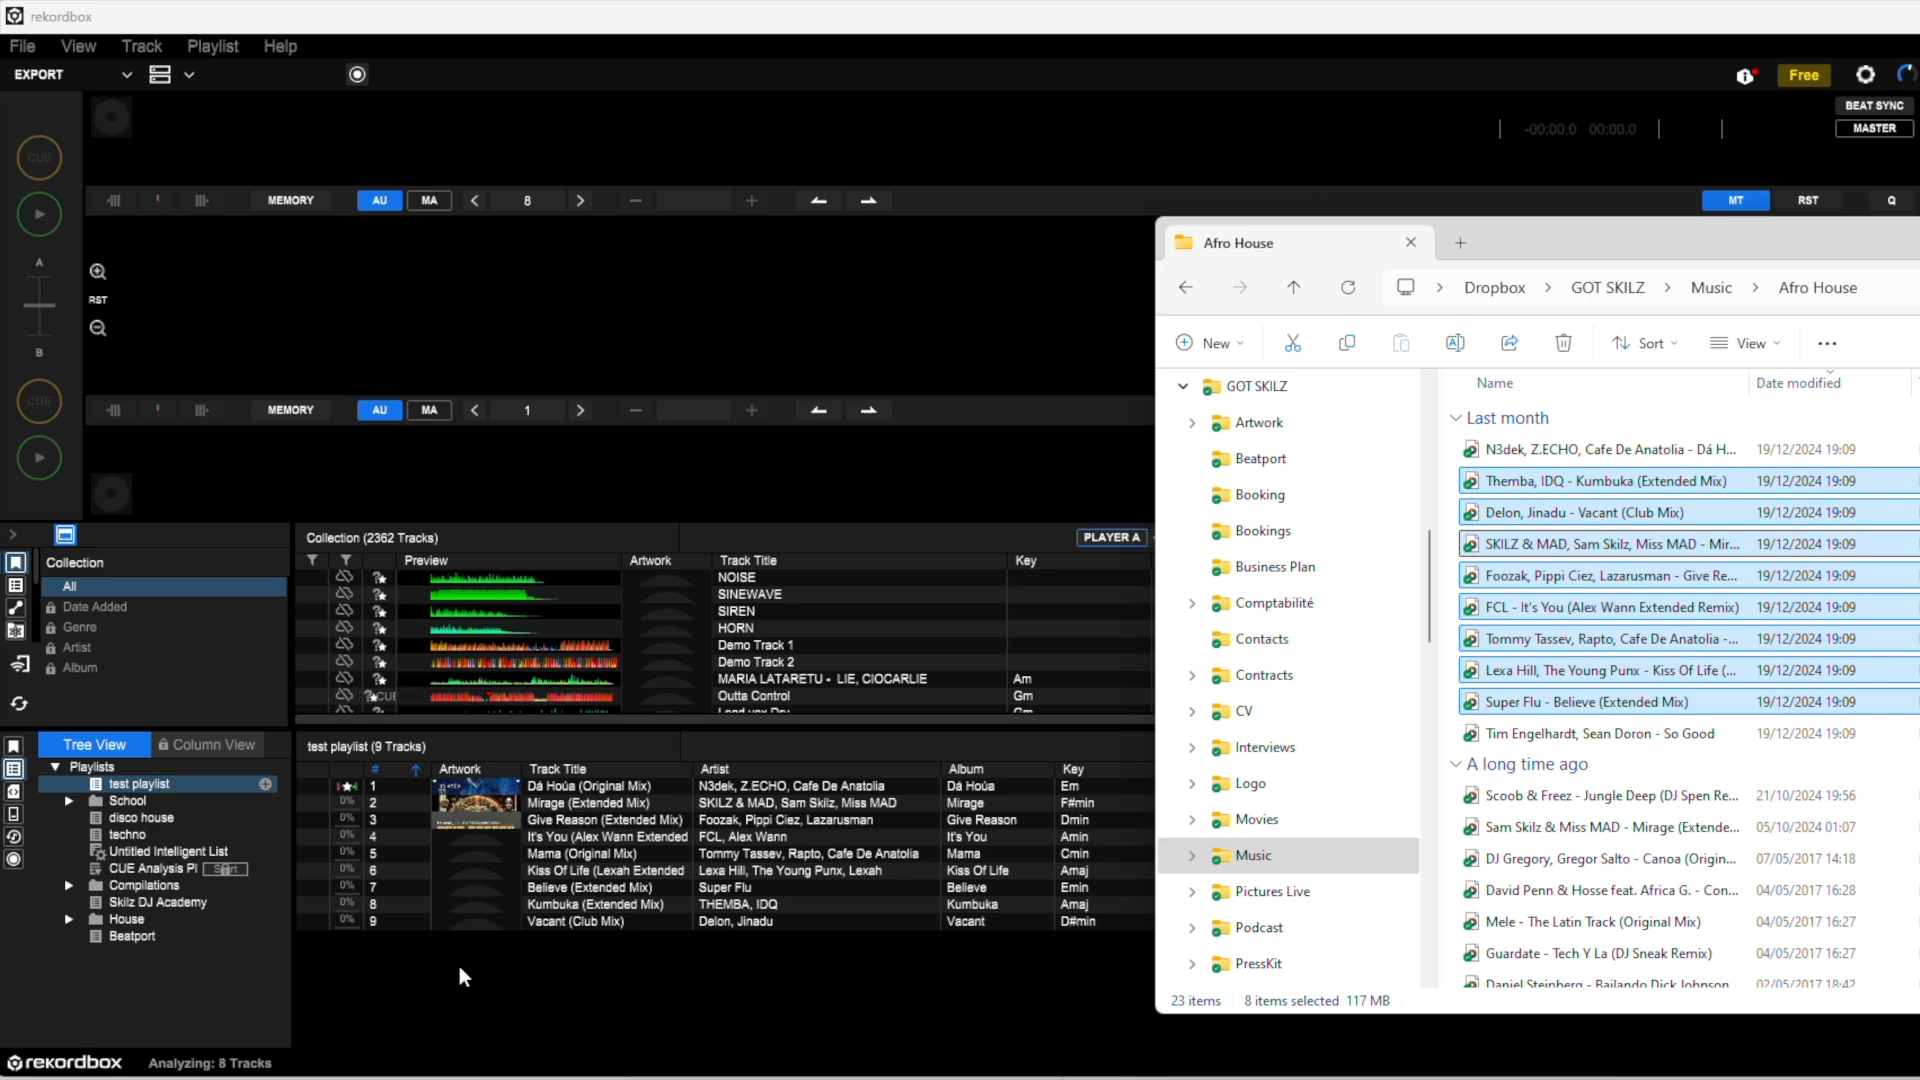 rekordbox
File View Track Playlist Help
EXPORT
Free
BEAT SYNC
-00:00.0 00:00.0
MASTER
CUE
MEMORY AU MA 8 MT RST Q
A
RST
B
CUE
MEMORY AU MA 1
Collection (2362 Tracks) PLAYER A
Preview Artwork Track Title Key
NOISE
SINEWAVE
SIREN
HORN
Demo Track 1
Demo Track 2
MARIA LATARETU - LIE, CIOCARLIE Am
CUE Outta Control Gm
Collection
All
Date Added
Genre
Artist
Album
Tree View Column View
Playlists
test playlist
School
disco house
techno
Untitled Intelligent List
CUE Analysis Pl
Compilations
Skilz DJ Academy
House
Beatport
test playlist (9 Tracks)
# Artwork Track Title Artist Album Key
1 Dá Hoúa (Original Mix) N3dek, Z.ECHO, Cafe De Anatolia Dá Hoúa Em
0% 2 Mirage (Extended Mix) SKILZ & MAD, Sam Skilz, Miss MAD Mirage F#min
0% 3 Give Reason (Extended Mix) Foozak, Pippi Ciez, Lazarusman Give Reason Dmin
0% 4 It's You (Alex Wann Extended FCL, Alex Wann It's You Amin
0% 5 Mama (Original Mix) Tommy Tassev, Rapto, Cafe De Anatolia Mama Cmin
0% 6 Kiss Of Life (Lexah Extended Lexa Hill, The Young Punx, Lexah Kiss Of Life Amaj
0% 7 Believe (Extended Mix) Super Flu Believe Emin
0% 8 Kumbuka (Extended Mix) THEMBA, IDQ Kumbuka Amaj
0% 9 Vacant (Club Mix) Delon, Jinadu Vacant D#min
rekordbox Analyzing: 8 Tracks
Afro House
Dropbox > GOT SKILZ > Music > Afro House
New Sort View
GOT SKILZ
Artwork
Beatport
Booking
Bookings
Business Plan
Comptabilité
Contacts
Contracts
CV
Interviews
Logo
Movies
Music
Pictures Live
Podcast
PressKit
Name Date modified
Last month
N3dek, Z.ECHO, Cafe De Anatolia - Dá H... 19/12/2024 19:09
Themba, IDQ - Kumbuka (Extended Mix) 19/12/2024 19:09
Delon, Jinadu - Vacant (Club Mix) 19/12/2024 19:09
SKILZ & MAD, Sam Skilz, Miss MAD - Mir... 19/12/2024 19:09
Foozak, Pippi Ciez, Lazarusman - Give Re... 19/12/2024 19:09
FCL - It's You (Alex Wann Extended Remix) 19/12/2024 19:09
Tommy Tassev, Rapto, Cafe De Anatolia -... 19/12/2024 19:09
Lexa Hill, The Young Punx - Kiss Of Life (... 19/12/2024 19:09
Super Flu - Believe (Extended Mix) 19/12/2024 19:09
Tim Engelhardt, Sean Doron - So Good 19/12/2024 19:09
A long time ago
Scoob & Freez - Jungle Deep (DJ Spen Re... 21/10/2024 19:56
Sam Skilz & Miss MAD - Mirage (Extende... 05/10/2024 01:07
DJ Gregory, Gregor Salto - Canoa (Origin... 07/05/2017 14:18
David Penn & Hosse feat. Africa G. - Con... 04/05/2017 16:28
Mele - The Latin Track (Original Mix) 04/05/2017 16:27
Guardate - Tech Y La (DJ Sneak Remix) 04/05/2017 16:27
Daniel Steinberg - Bailando Dick Johnson 02/05/2017 18:42
23 items 8 items selected 117 MB